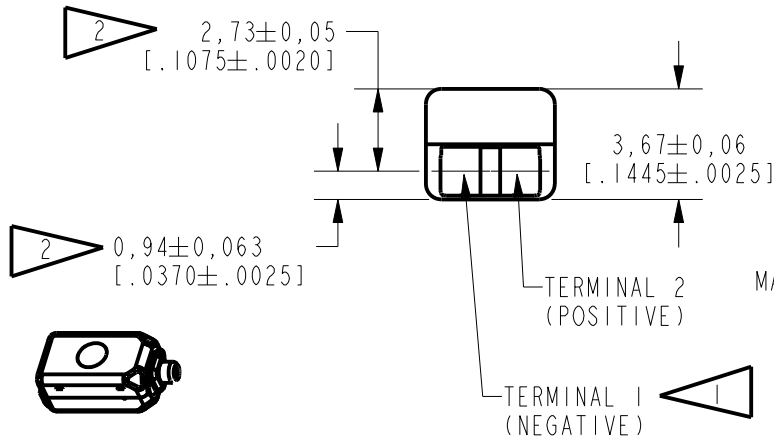 2
2,73±0,05
[.1075±.0020]
3,67±0,06
[.1445±.0025]
2
0,94±0,063
[.0370±.0025]
TERMINAL 2
(POSITIVE)
TERMINAL 1
(NEGATIVE)
1